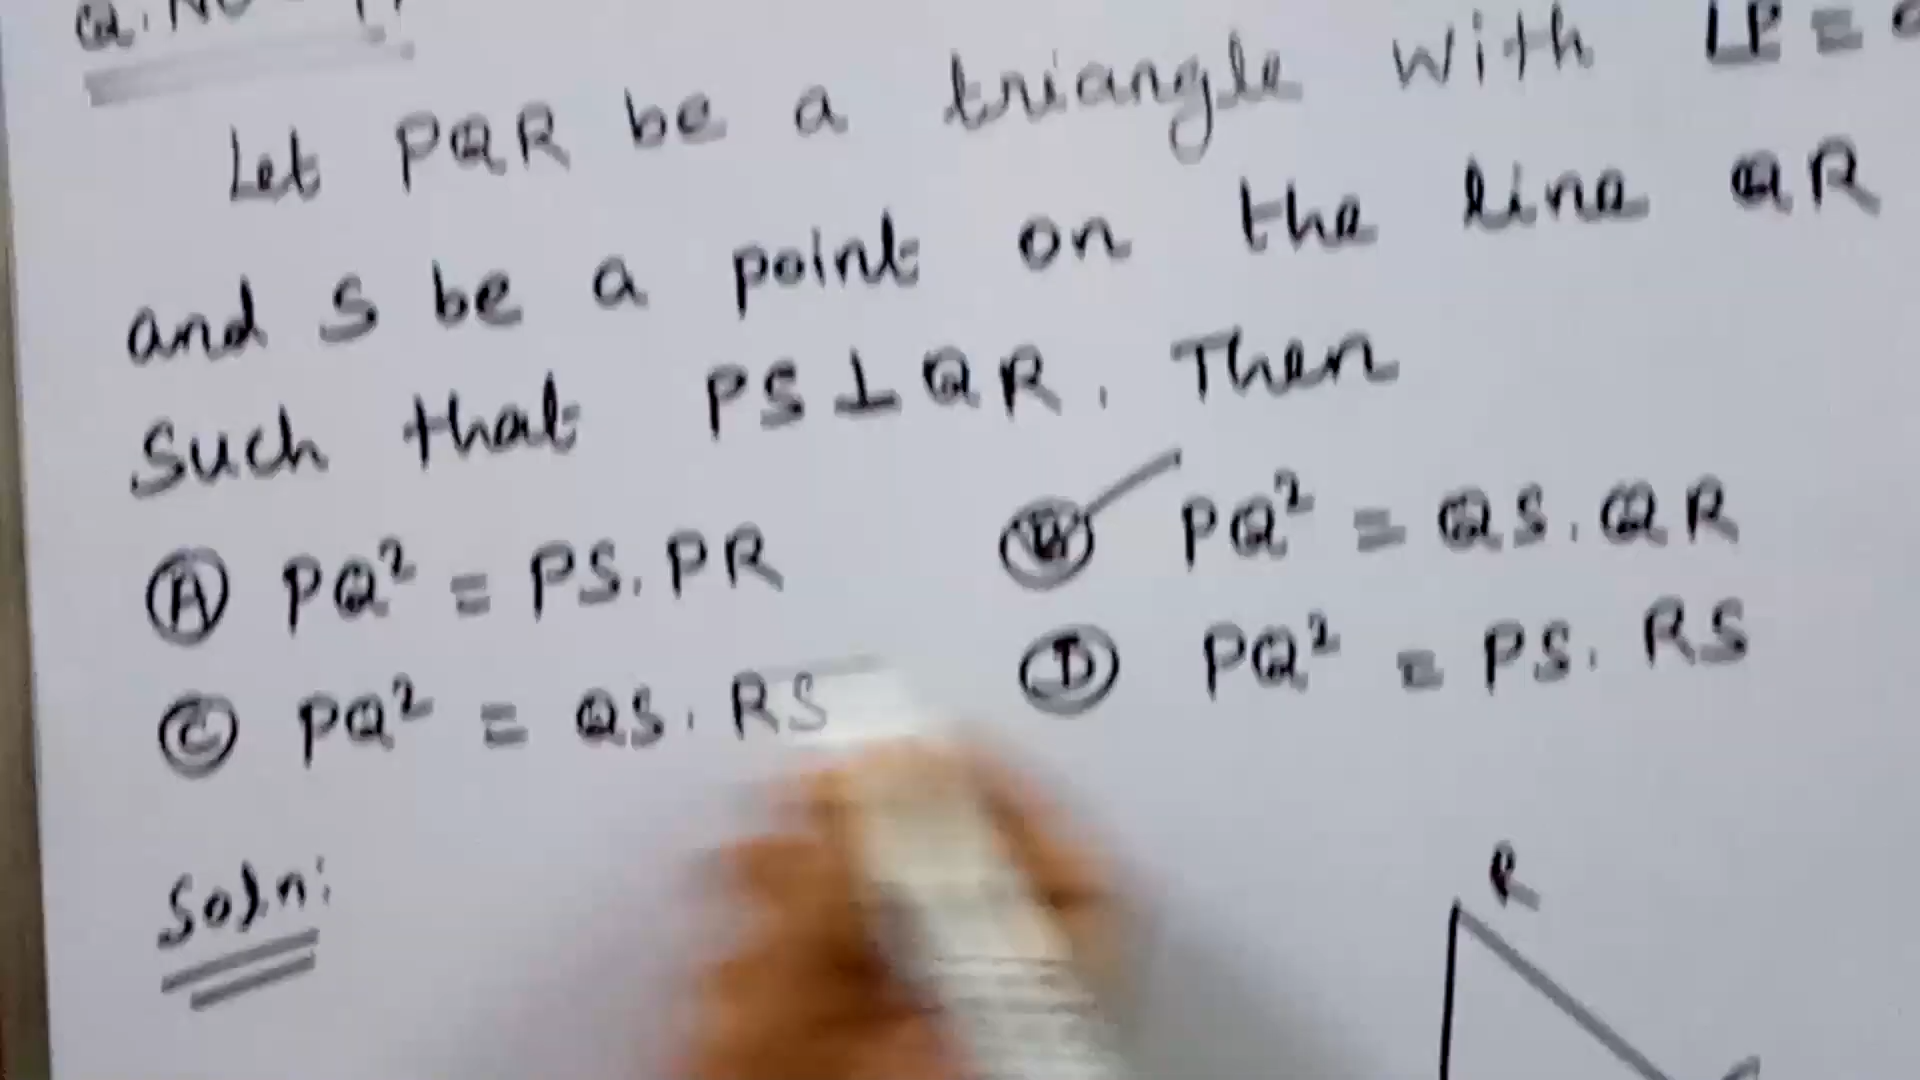 Let PQR be a triangle with ∠P =
and S be a point on the line QR
Such that PS⊥QR. Then
Ⓐ PQ² = PS.PR Ⓑ PQ² = QS.QR
Ⓒ PQ² = QS.RS Ⓓ PQ² = PS.RS
Soln:
R